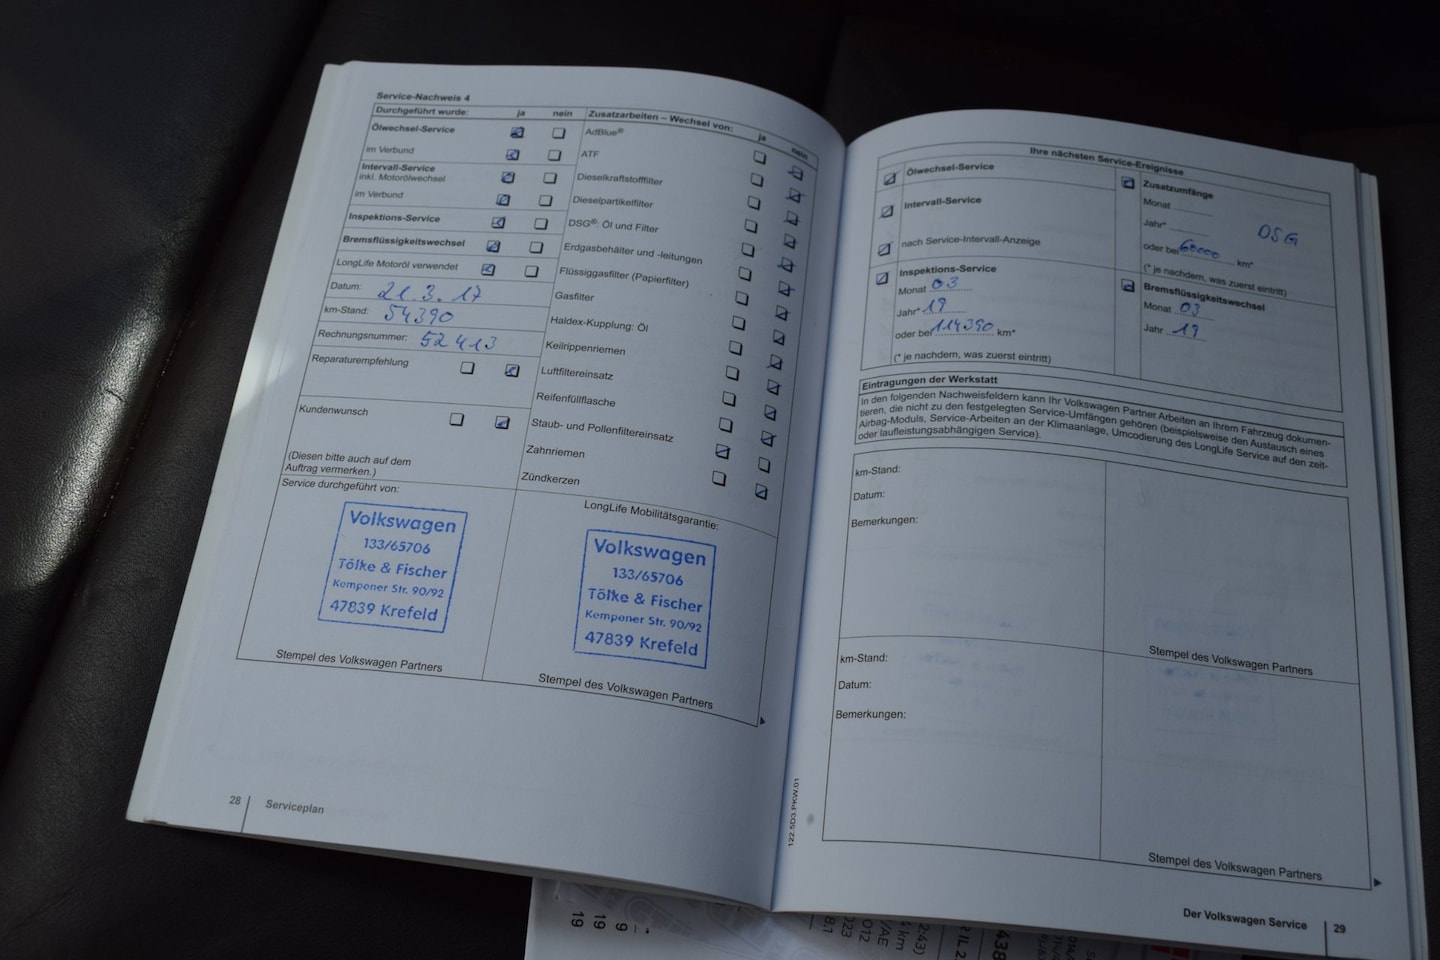 Service-Nachweis 4
Durchgeführt wurde: ja nein
Ölwechsel-Service
im Verbund
Intervall-Service
inkl. Motorölwechsel
im Verbund
Inspektions-Service
Bremsflüssigkeitswechsel
LongLife Motoröl verwendet
Datum: 21.3.17
km-Stand: 54390
Rechnungsnummer: 52413
Reparaturempfehlung
Kundenwunsch
(Diesen bitte auch auf dem
Auftrag vermerken.)
Zusatzarbeiten – Wechsel von: ja nein
AdBlue®
ATF
Dieselkraftstofffilter
Dieselpartikelfilter
DSG®: Öl und Filter
Erdgasbehälter und -leitungen
Flüssiggasfilter (Papierfilter)
Gasfilter
Haldex-Kupplung: Öl
Keilrippenriemen
Luftfiltereinsatz
Reifenfüllflasche
Staub- und Pollenfiltereinsatz
Zahnriemen
Zündkerzen
Service durchgeführt von:
Volkswagen
133/65706
Tölke & Fischer
Kempener Str. 90/92
47839 Krefeld
Stempel des Volkswagen Partners
LongLife Mobilitätsgarantie:
Volkswagen
133/65706
Tölke & Fischer
Kempener Str. 90/92
47839 Krefeld
Stempel des Volkswagen Partners
28 Serviceplan
Ihre nächsten Service-Ereignisse
Ölwechsel-Service
Intervall-Service
nach Service-Intervall-Anzeige
Inspektions-Service
Monat 03
Jahr* 19
oder bei 114390 km*
(* je nachdem, was zuerst eintritt)
Zusatzumfänge
Monat
Jahr* DSG
oder bei 60000 km*
(* je nachdem, was zuerst eintritt)
Bremsflüssigkeitswechsel
Monat 03
Jahr 19
Eintragungen der Werkstatt
In den folgenden Nachweisfeldern kann Ihr Volkswagen Partner Arbeiten an Ihrem Fahrzeug dokumen-
tieren, die nicht zu den festgelegten Service-Umfängen gehören (beispielsweise den Austausch eines
Airbag-Moduls, Service-Arbeiten an der Klimaanlage, Umcodierung des LongLife Service auf den zeit-
oder laufleistungsabhängigen Service).
km-Stand:
Datum:
Bemerkungen:
Stempel des Volkswagen Partners
km-Stand:
Datum:
Bemerkungen:
Stempel des Volkswagen Partners
122.5D3.PKW.01
Der Volkswagen Service 29